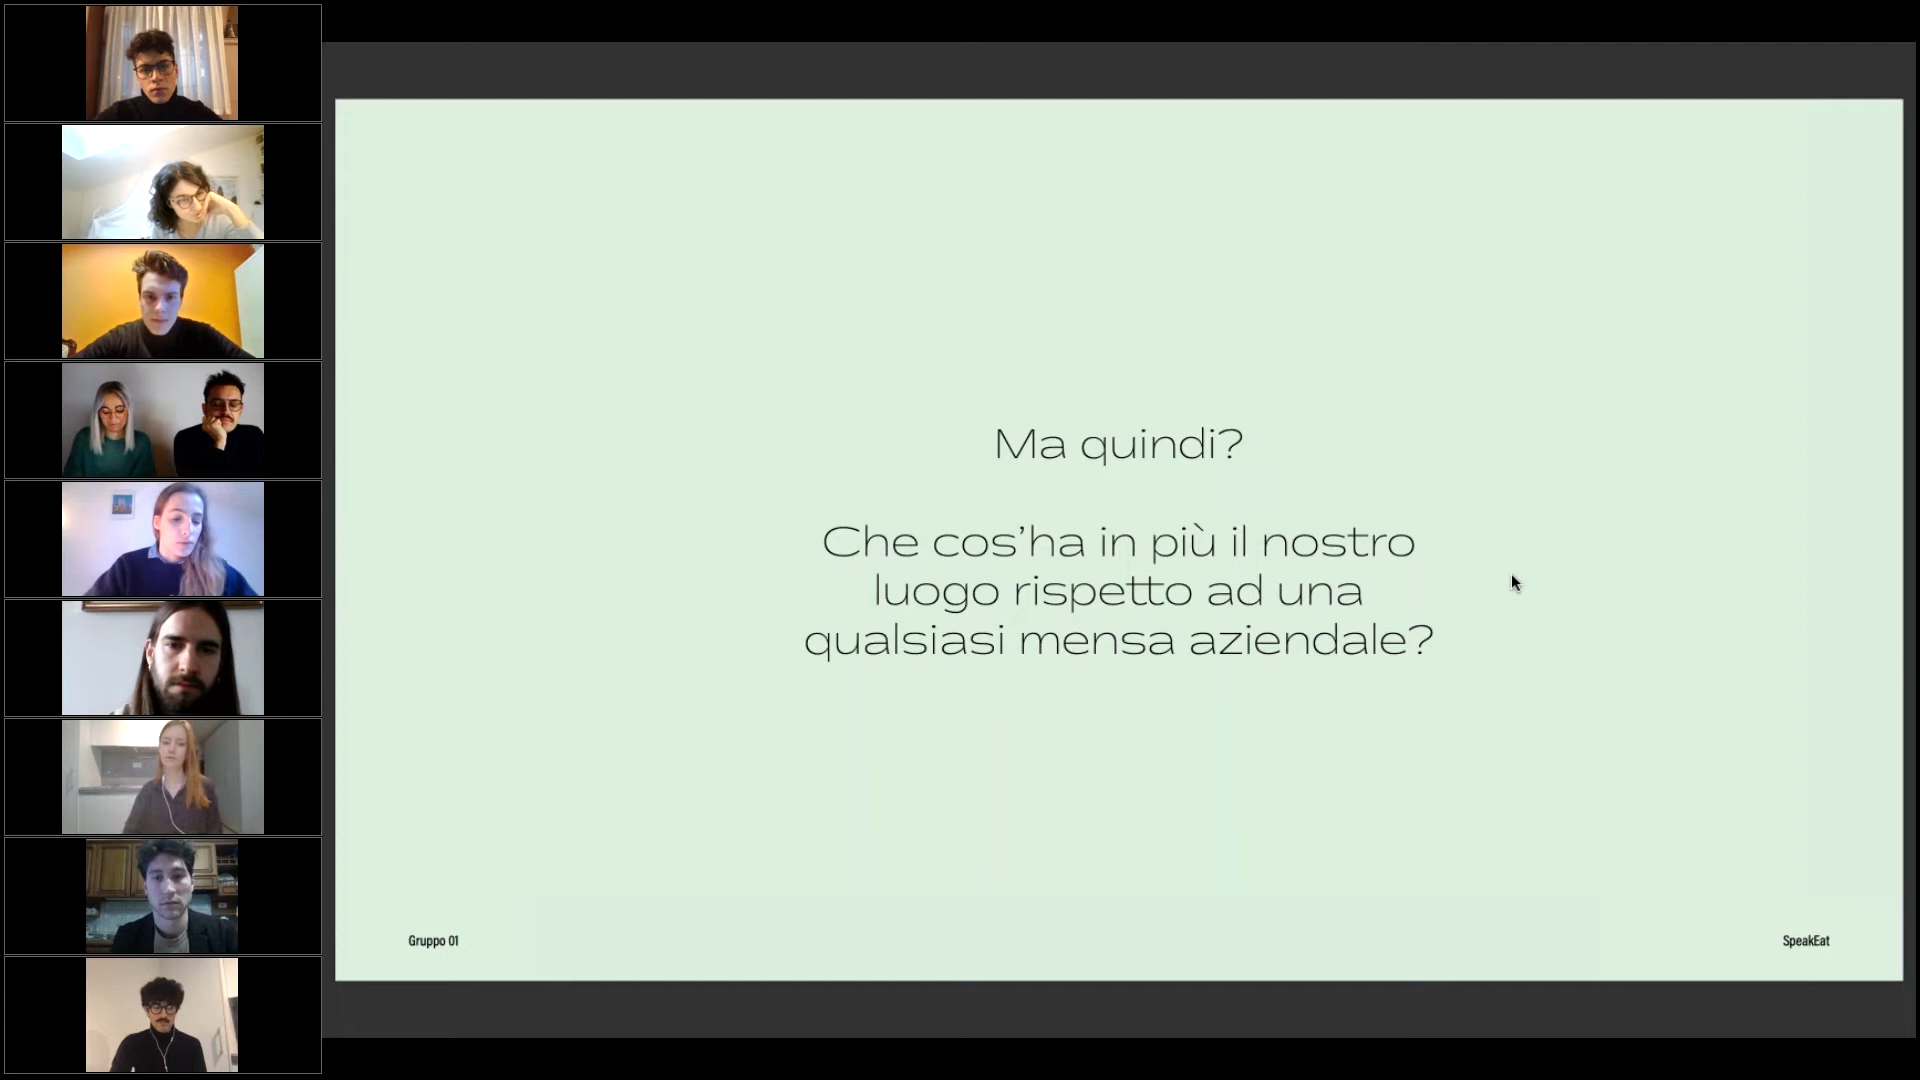 Ma quindi?
Che cos’ha in più il nostro
luogo rispetto ad una
qualsiasi mensa aziendale?
Gruppo 01
SpeakEat